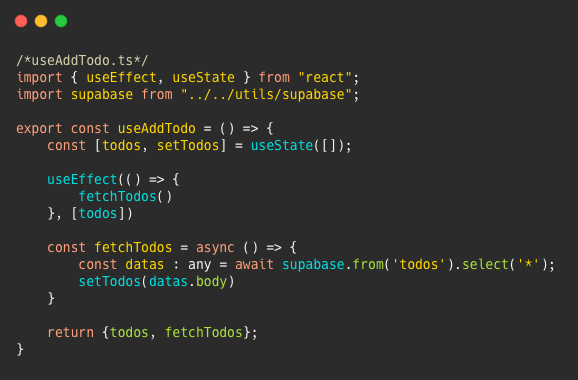 /*useAddTodo.ts*/
import { useEffect, useState } from "react";
import supabase from "../../utils/supabase";
export const useAddTodo = () => {
const [todos, setTodos] = useState([]);
useEffect(() => {
fetchTodos()
}, [todos])
const fetchTodos = async () => {
const datas : any = await supabase.from('todos').select('*');
setTodos(datas.body)
}
return {todos, fetchTodos};
}